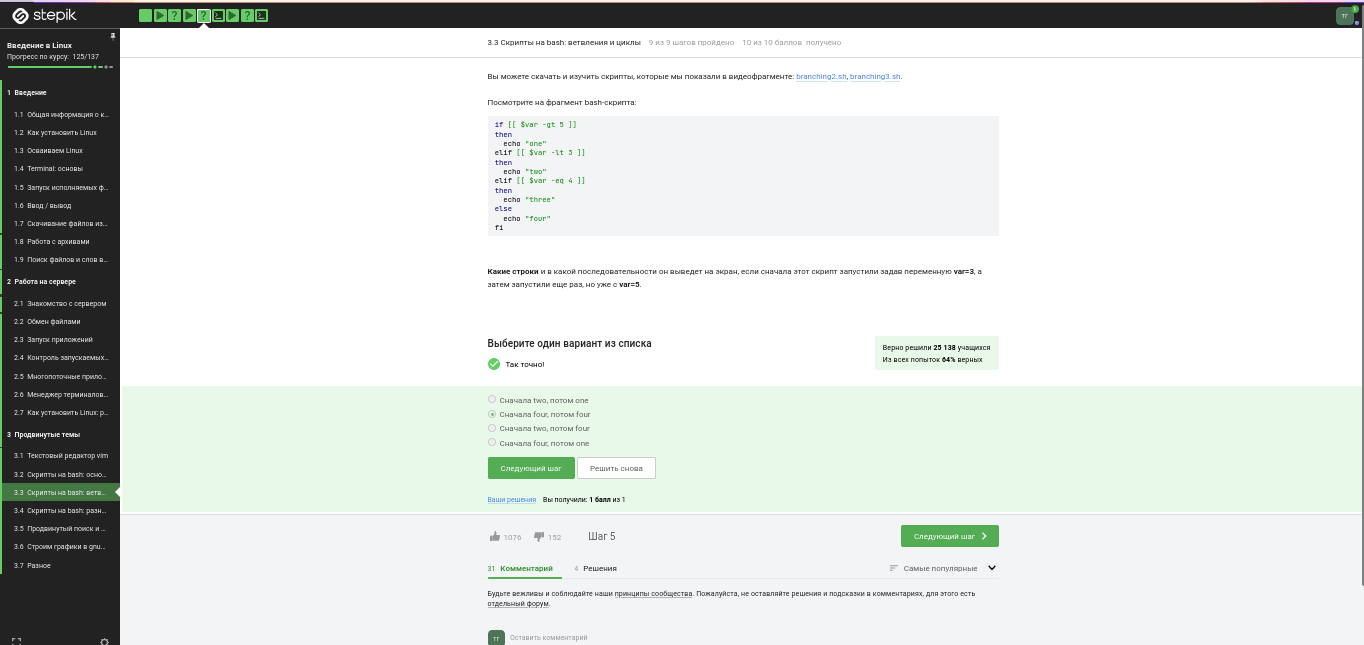 stepik
?
?
?
ТГ
Введение в Linux
Прогресс по курсу: 125/137
1 Введение
1.1 Общая информация о к...
1.2 Как установить Linux
1.3 Осваиваем Linux
1.4 Terminal: основы
1.5 Запуск исполняемых ф...
1.6 Ввод / вывод
1.7 Скачивание файлов из...
1.8 Работа с архивами
1.9 Поиск файлов и слов в...
2 Работа на сервере
2.1 Знакомство с сервером
2.2 Обмен файлами
2.3 Запуск приложений
2.4 Контроль запускаемых...
2.5 Многопоточные прило...
2.6 Менеджер терминалов...
2.7 Как установить Linux: р...
3 Продвинутые темы
3.1 Текстовый редактор vim
3.2 Скрипты на bash: осно...
3.3 Скрипты на bash: ветв...
3.4 Скрипты на bash: разн...
3.5 Продвинутый поиск и ...
3.6 Строим графики в gnu...
3.7 Разное
3.3 Скрипты на bash: ветвления и циклы 9 из 9 шагов пройдено 10 из 10 баллов получено
Вы можете скачать и изучить скрипты, которые мы показали в видеофрагменте: branching2.sh, branching3.sh.
Посмотрите на фрагмент bash-скрипта:
if [[ $var -gt 5 ]]
then
echo "one"
elif [[ $var -lt 3 ]]
then
echo "two"
elif [[ $var -eq 4 ]]
then
echo "three"
else
echo "four"
fi
Какие строки и в какой последовательности он выведет на экран, если сначала этот скрипт запустили задав переменную var=3, а
затем запустили еще раз, но уже с var=5.
Выберите один вариант из списка
Так точно!
Верно решили 25 138 учащихся
Из всех попыток 64% верных
Сначала two, потом one
Сначала four, потом four
Сначала two, потом four
Сначала four, потом one
Следующий шаг Решить снова
Ваши решения Вы получили: 1 балл из 1
1076 152 Шаг 5 Следующий шаг
31 Комментарий 4 Решения Самые популярные
Будьте вежливы и соблюдайте наши принципы сообщества. Пожалуйста, не оставляйте решения и подсказки в комментариях, для этого есть
отдельный форум.
ТГ Оставить комментарий